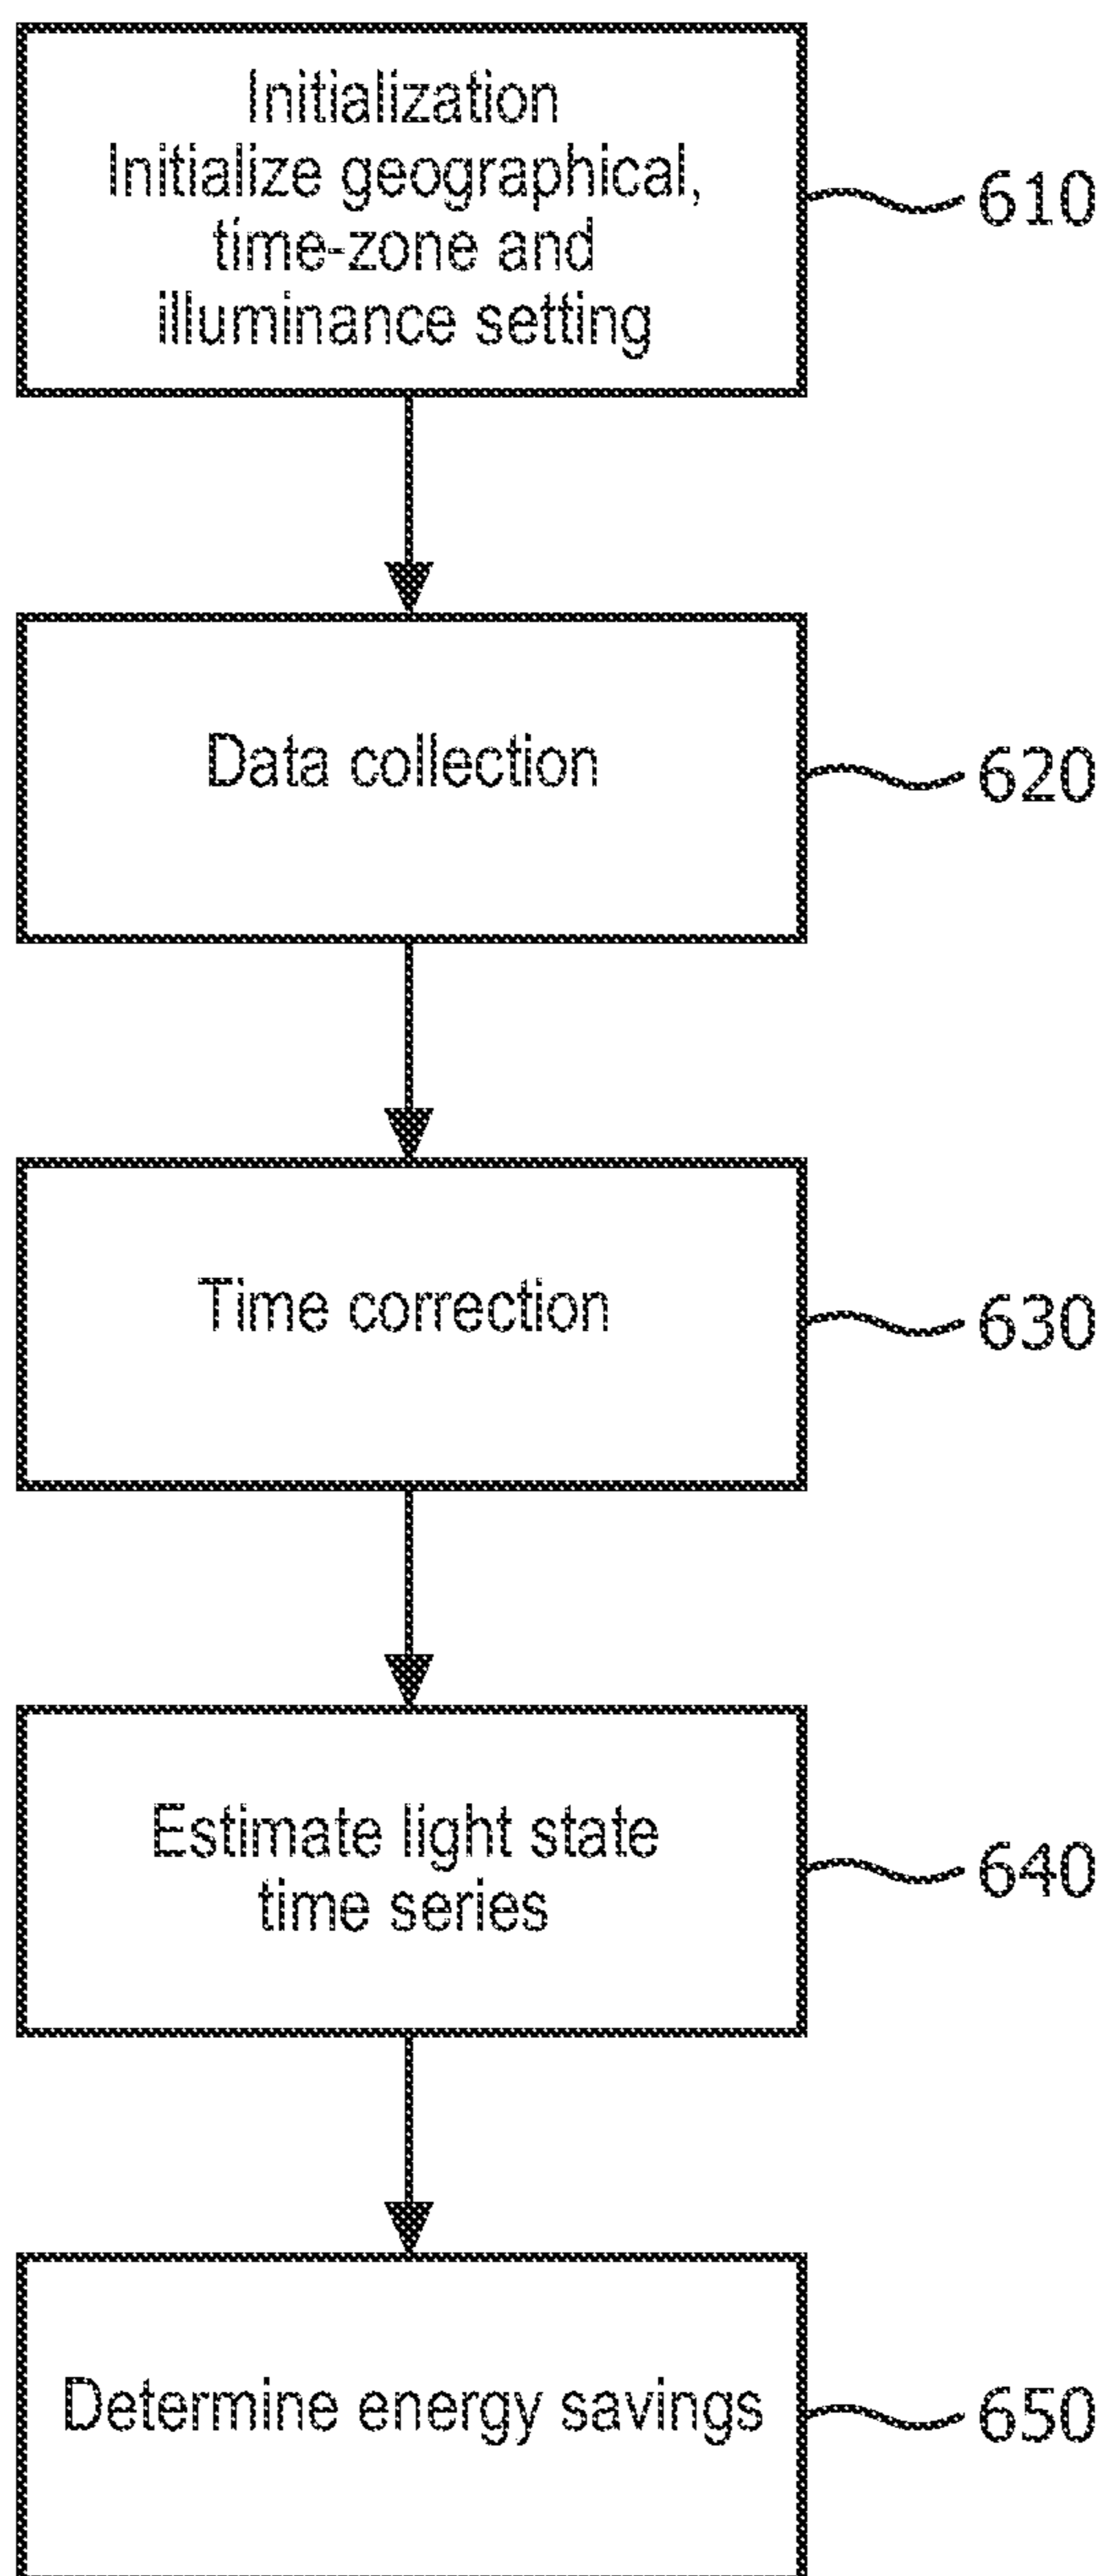 Initialization
Initialize geographical,
time-zone and
illuminance setting
610
Data collection
620
Time correction
630
Estimate light state
time series
640
Determine energy savings
650